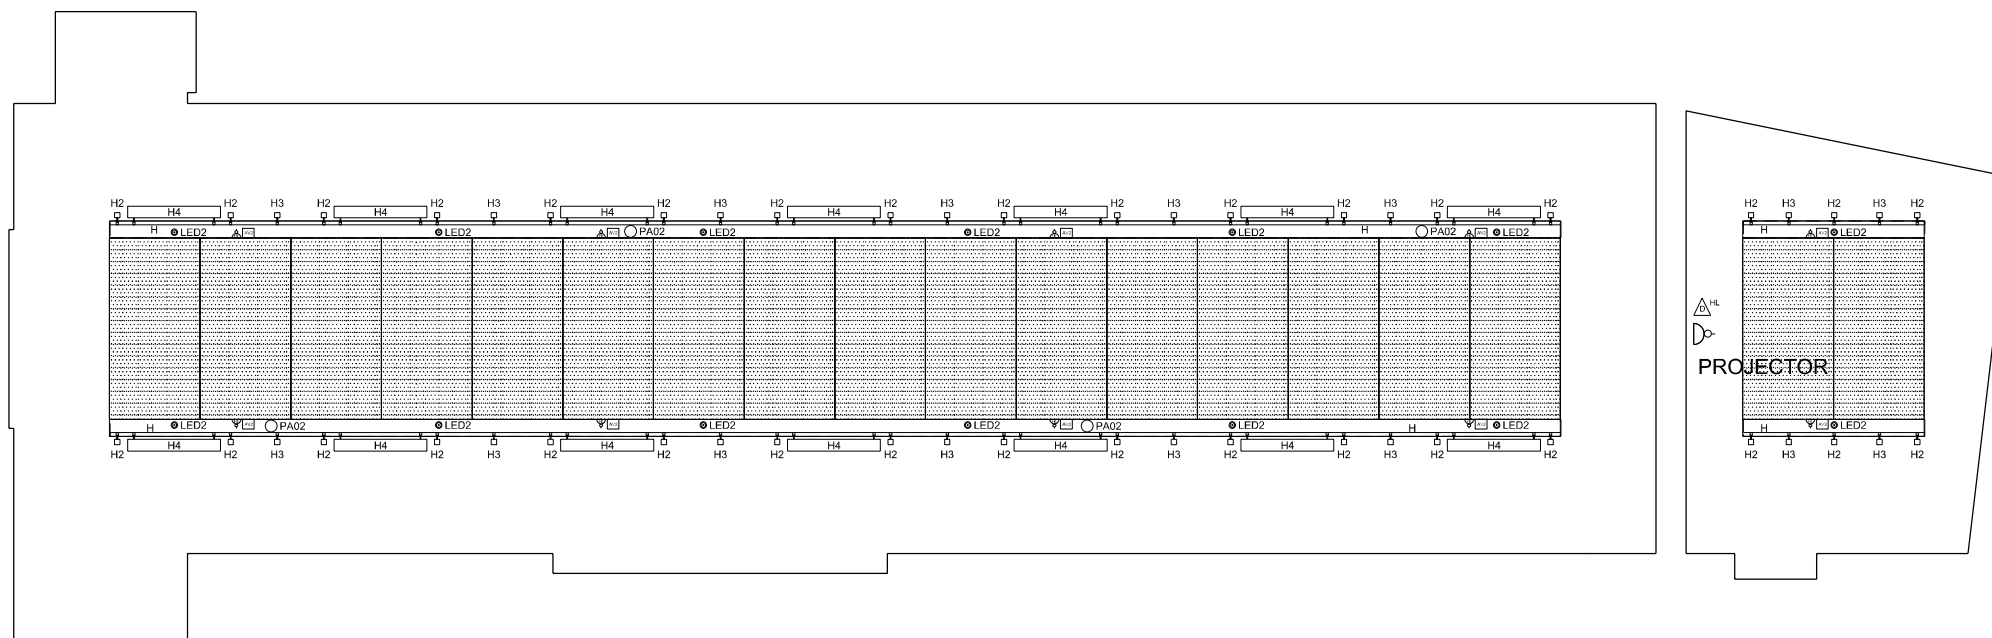 H2 H2 H3 H2 H2 H3 H2 H2 H3 H2 H2 H3 H2 H2 H3 H2 H2 H3 H2 H2 H2 H3 H2 H3 H2
H4 H4 H4 H4 H4 H4 H4
H LED2 LED2 PA02 LED2 LED2 LED2 H PA02 LED2 H LED2
HL
D
PROJECTOR
H LED2 PA02 LED2 LED2 LED2 PA02 LED2 H LED2 H LED2
H4 H4 H4 H4 H4 H4 H4
H2 H2 H3 H2 H2 H3 H2 H2 H3 H2 H2 H3 H2 H2 H3 H2 H2 H3 H2 H2 H2 H3 H2 H3 H2